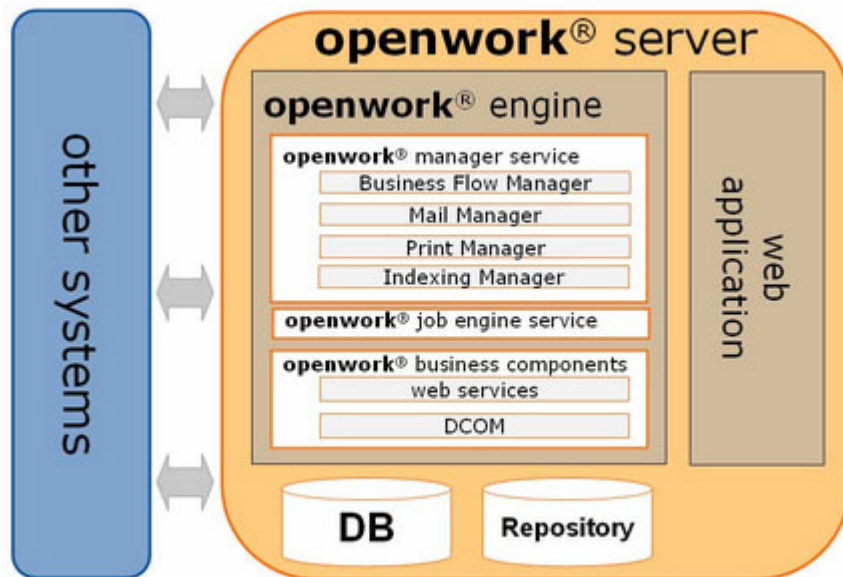 other systems
openwork® server
openwork® engine
openwork® manager service
Business Flow Manager
Mail Manager
Print Manager
Indexing Manager
openwork® job engine service
openwork® business components
web services
DCOM
web
application
DB
Repository